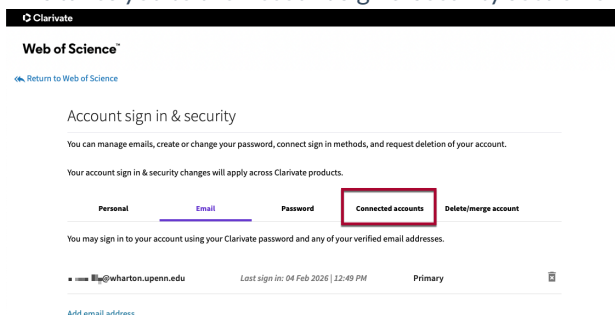 Clarivate
Web of Science™
Return to Web of Science
Account sign in & security
You can manage emails, create or change your password, connect sign in methods, and request deletion of your account.
Your account sign in & security changes will apply across Clarivate products.
Personal Email Password Connected accounts Delete/merge account
You may sign in to your account using your Clarivate password and any of your verified email addresses.
@wharton.upenn.edu Last sign in: 04 Feb 2026 | 12:49 PM Primary
Add email address